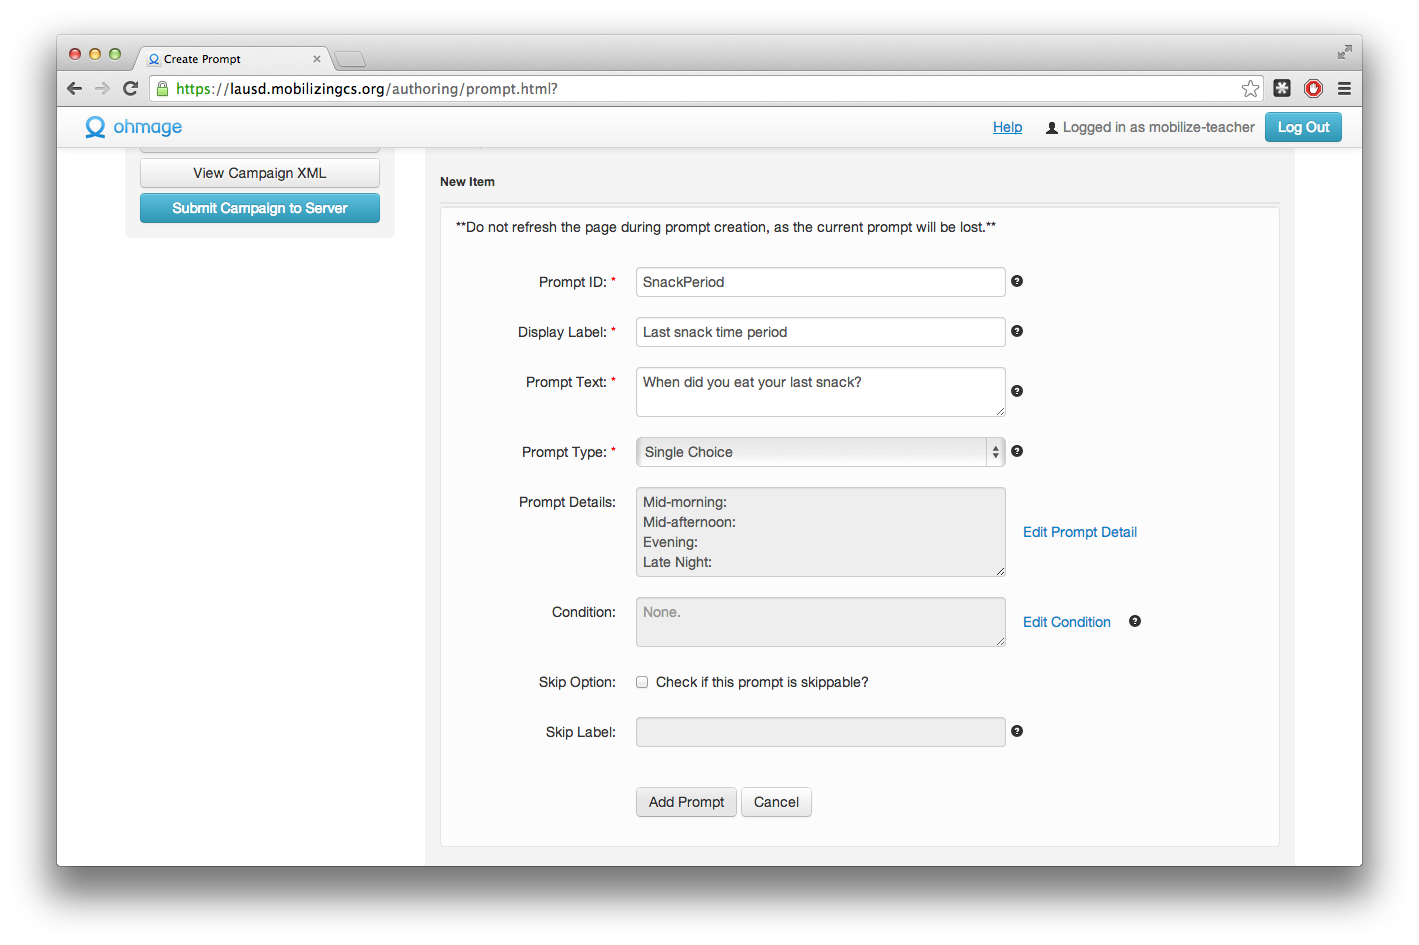 Create Prompt
https://lausd.mobilizingcs.org/authoring/prompt.html?
ohmage
Help
Logged in as mobilize-teacher
Log Out
View Campaign XML
Submit Campaign to Server
New Item
**Do not refresh the page during prompt creation, as the current prompt will be lost.**
Prompt ID: * SnackPeriod
Display Label: * Last snack time period
Prompt Text: * When did you eat your last snack?
Prompt Type: * Single Choice
Prompt Details:
Mid-morning:
Mid-afternoon:
Evening:
Late Night:
Edit Prompt Detail
Condition: None.
Edit Condition
Skip Option: Check if this prompt is skippable?
Skip Label:
Add Prompt
Cancel